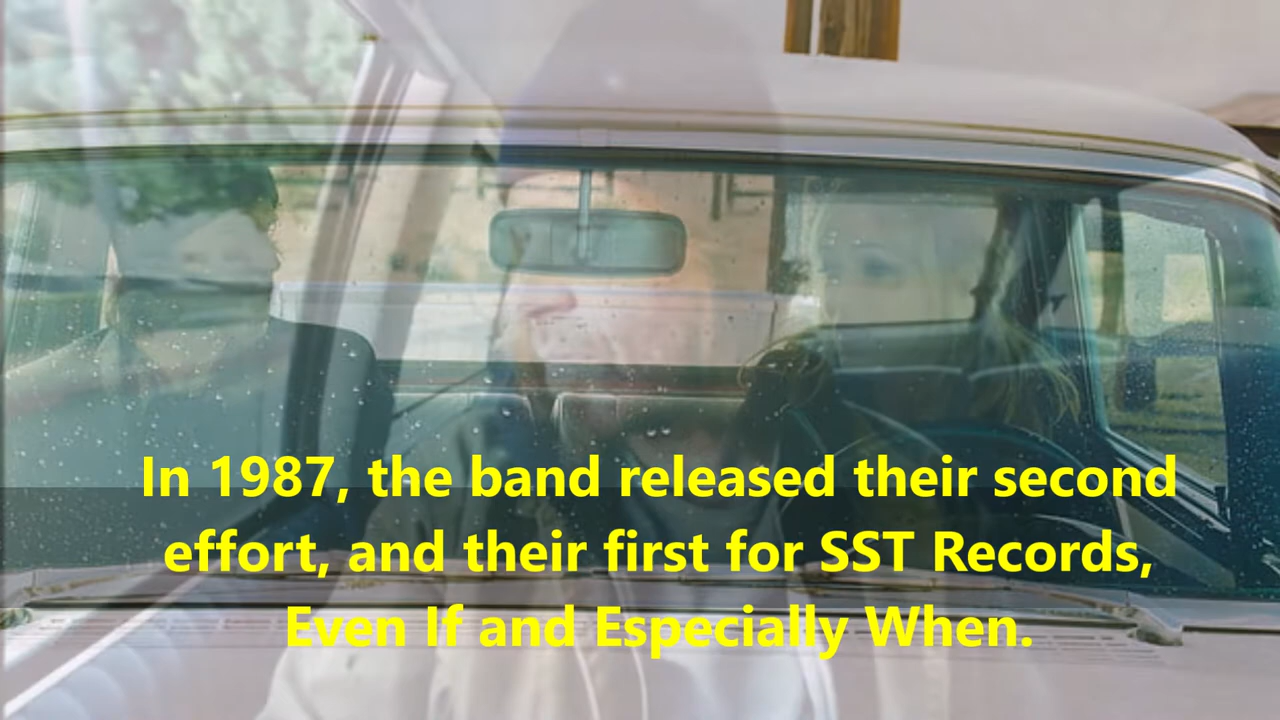 In 1987, the band released their second
effort, and their first for SST Records,
Even If and Especially When.